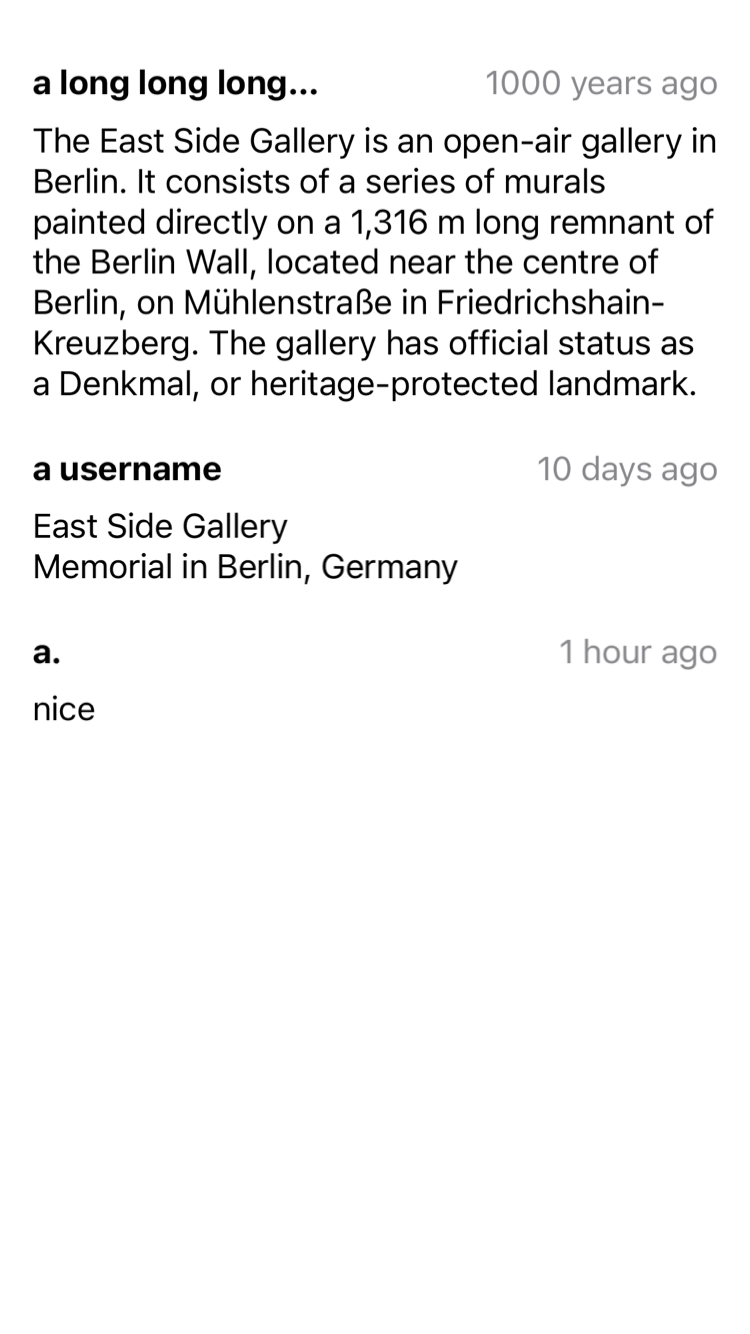 a long long long... 1000 years ago
The East Side Gallery is an open-air gallery in
Berlin. It consists of a series of murals
painted directly on a 1,316 m long remnant of
the Berlin Wall, located near the centre of
Berlin, on Mühlenstraße in Friedrichshain-
Kreuzberg. The gallery has official status as
a Denkmal, or heritage-protected landmark.
a username 10 days ago
East Side Gallery
Memorial in Berlin, Germany
a. 1 hour ago
nice